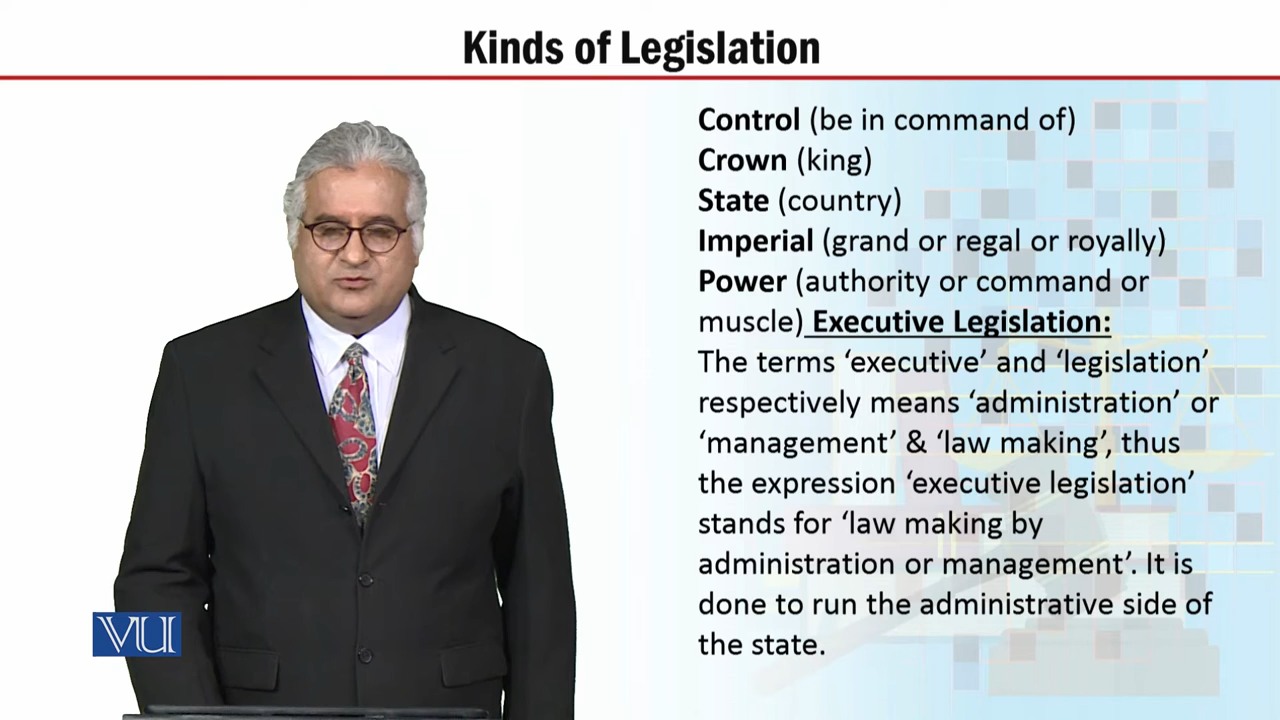 Kinds of Legislation
Control (be in command of)
Crown (king)
State (country)
Imperial (grand or regal or royally)
Power (authority or command or
muscle) Executive Legislation:
The terms ‘executive’ and ‘legislation’
respectively means ‘administration’ or
‘management’ & ‘law making’, thus
the expression ‘executive legislation’
stands for ‘law making by
administration or management’. It is
done to run the administrative side of
the state.
VU